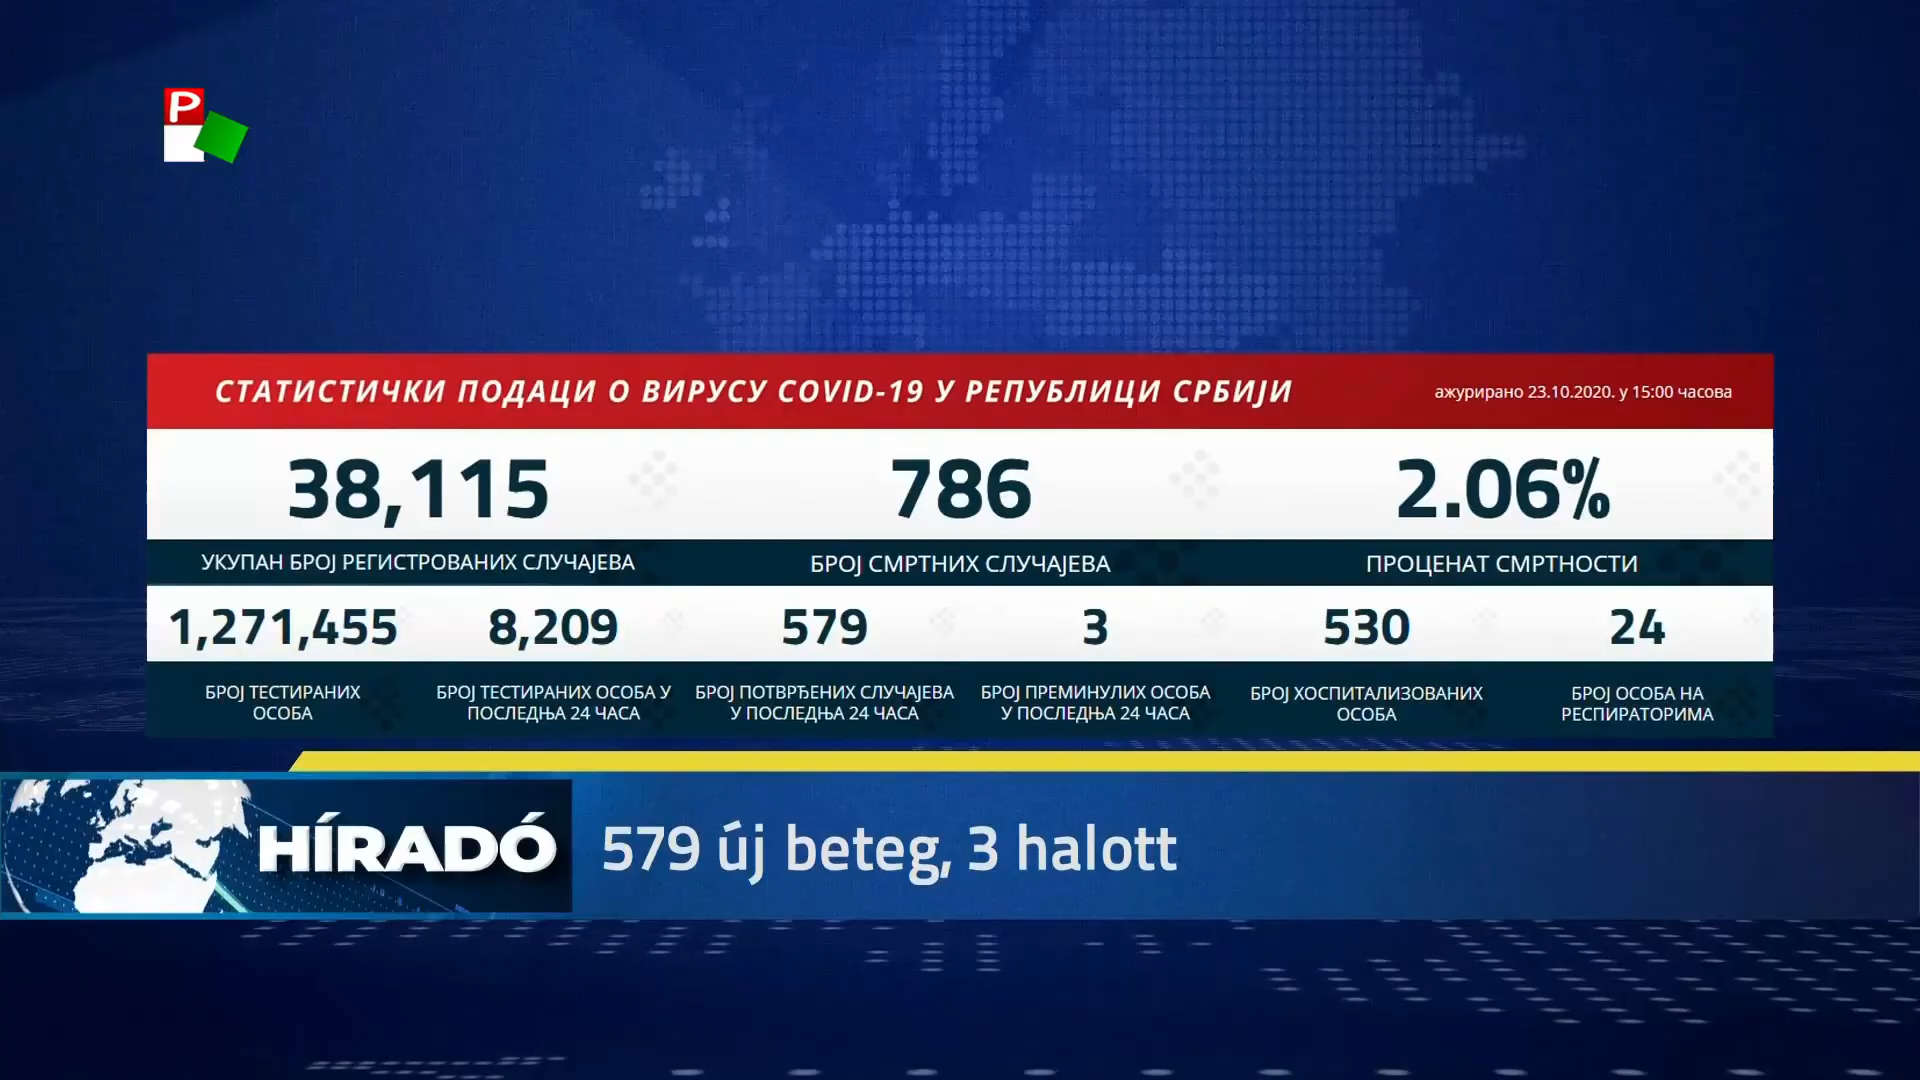 P
СТАТИСТИЧКИ ПОДАЦИ О ВИРУСУ COVID-19 У РЕПУБЛИЦИ СРБИЈИ
ажурирано 23.10.2020. у 15:00 часова
38,115 786 2.06%
УКУПАН БРОЈ РЕГИСТРОВАНИХ СЛУЧАЈЕВА БРОЈ СМРТНИХ СЛУЧАЈЕВА ПРОЦЕНАТ СМРТНОСТИ
1,271,455 8,209 579 3 530 24
БРОЈ ТЕСТИРАНИХ
ОСОБА
БРОЈ ТЕСТИРАНИХ ОСОБА У
ПОСЛЕДЊА 24 ЧАСА
БРОЈ ПОТВРЂЕНИХ СЛУЧАЈЕВА
У ПОСЛЕДЊА 24 ЧАСА
БРОЈ ПРЕМИНУЛИХ ОСОБА
У ПОСЛЕДЊА 24 ЧАСА
БРОЈ ХОСПИТАЛИЗОВАНИХ
ОСОБА
БРОЈ ОСОБА НА
РЕСПИРАТОРИМА
HÍRADÓ
579 új beteg, 3 halott